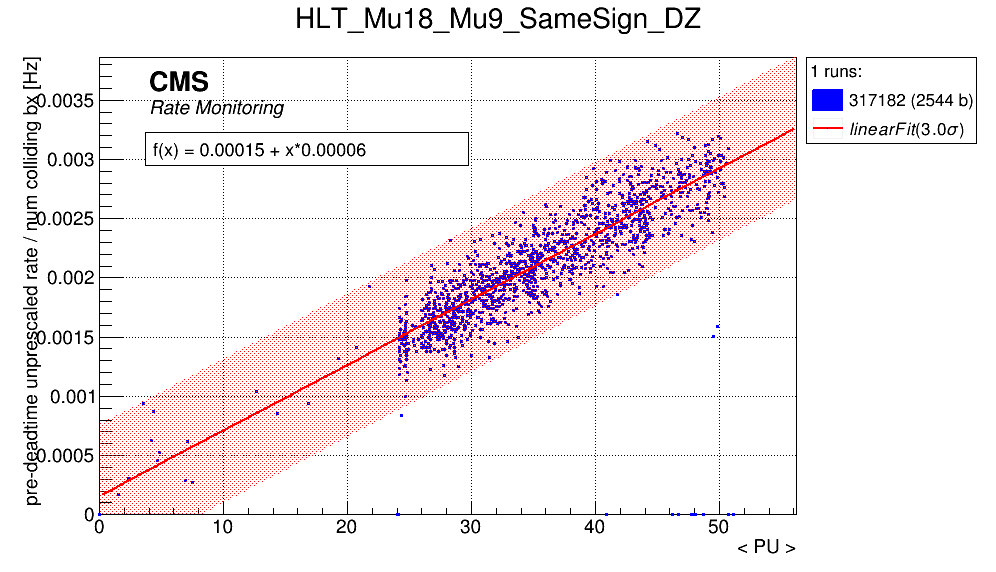 HLT_Mu18_Mu9_SameSign_DZ
pre-deadtime unprescaled rate / num colliding bx [Hz]
CMS
Rate Monitoring
f(x) = 0.00015 + x*0.00006
1 runs:
317182 (2544 b)
linearFit(3.0σ)
0.0035
0.003
0.0025
0.002
0.0015
0.001
0.0005
0
0 10 20 30 40 50
< PU >